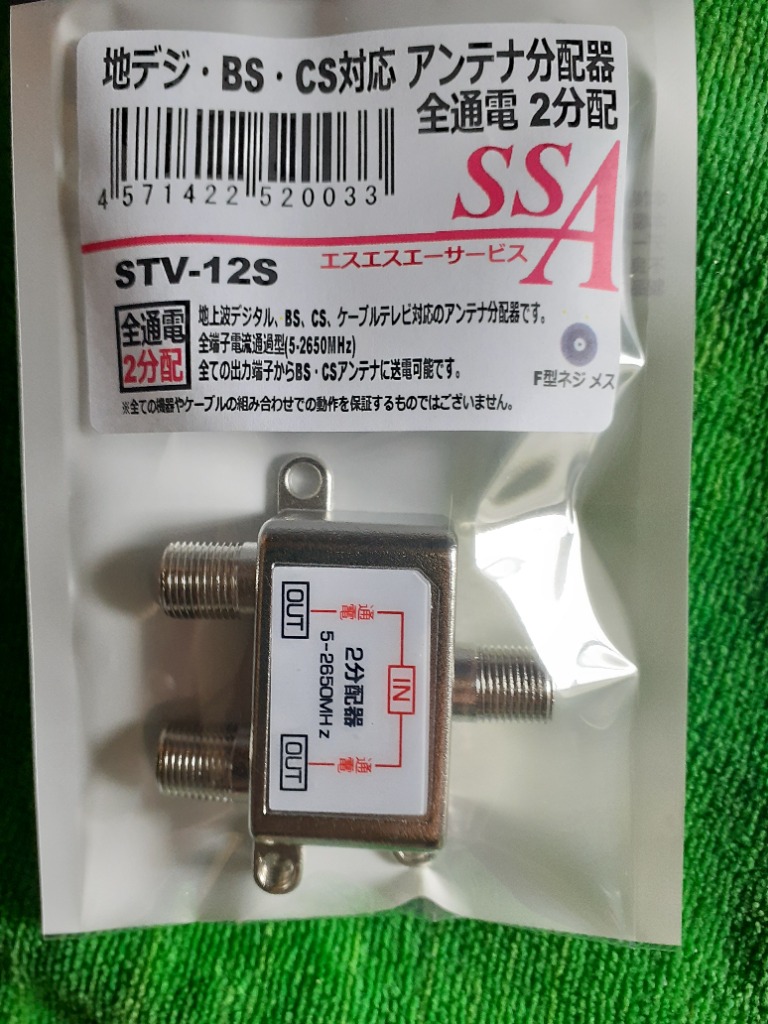 地デジ・BS・CS対応 アンテナ分配器
全通電 2分配
4 571422 520033
SSA
エスエスエーサービス
STV-12S
全通電
2分配
地上波デジタル、BS、CS、ケーブルテレビ対応のアンテナ分配器です。
全端子電流通過型(5-2650MHz)
全ての出力端子からBS・CSアンテナに送電可能です。
F型ネジ メス
※全ての機器やケーブルの組み合わせでの動作を保証するものではございません。
IN
通電
通電
2分配器
5-2650MHz
OUT
OUT